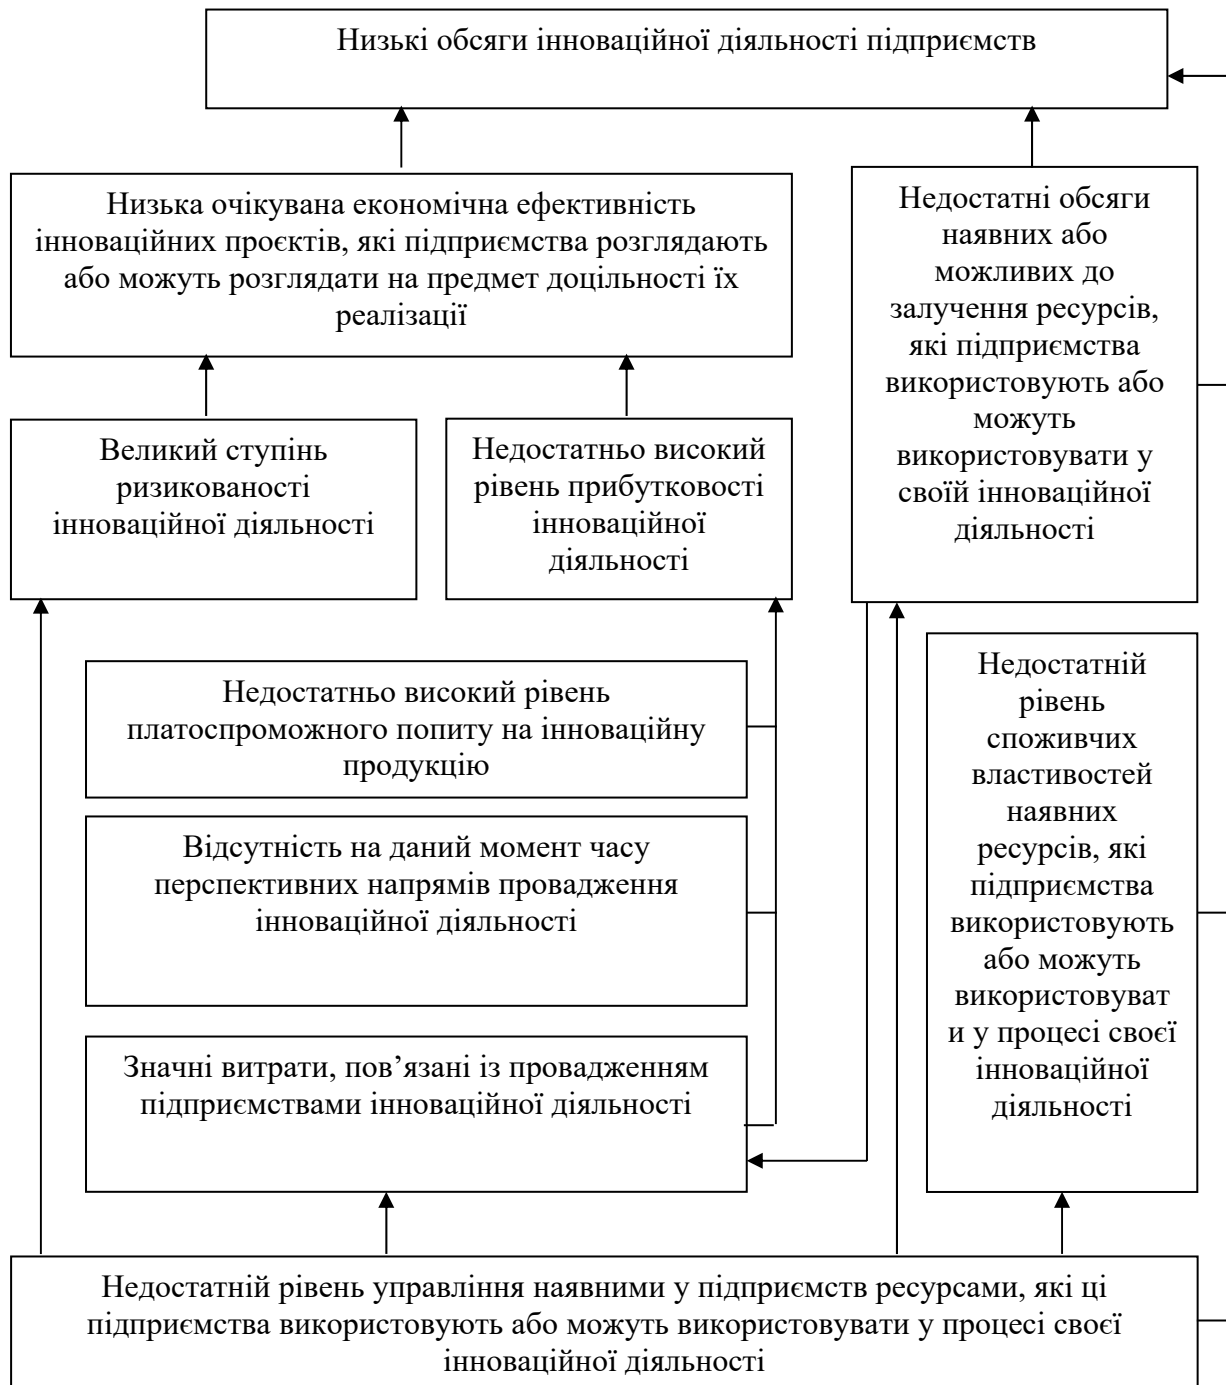 Низькі обсяги інноваційної діяльності підприємств
Низька очікувана економічна ефективність
інноваційних проєктів, які підприємства розглядають
або можуть розглядати на предмет доцільності їх
реалізації
Недостатні обсяги
наявних або
можливих до
залучення ресурсів,
які підприємства
використовують або
можуть
використовувати у
своїй інноваційної
діяльності
Великий ступінь
ризикованості
інноваційної діяльності
Недостатньо високий
рівень прибутковості
інноваційної
діяльності
Недостатньо високий рівень
платоспроможного попиту на інноваційну
продукцію
Відсутність на даний момент часу
перспективних напрямів провадження
інноваційної діяльності
Значні витрати, пов’язані із провадженням
підприємствами інноваційної діяльності
Недостатній
рівень
споживчих
властивостей
наявних
ресурсів, які
підприємства
використовують
або можуть
використовуват
и у процесі своєї
інноваційної
діяльності
Недостатній рівень управління наявними у підприємств ресурсами, які ці
підприємства використовують або можуть використовувати у процесі своєї
інноваційної діяльності